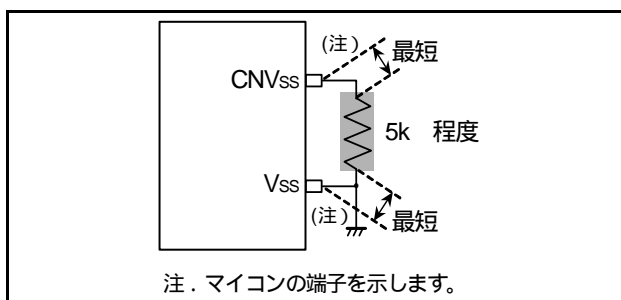 (注)
最短
CNVSS
5k 程度
VSS
(注)
最短
注．マイコンの端子を示します。